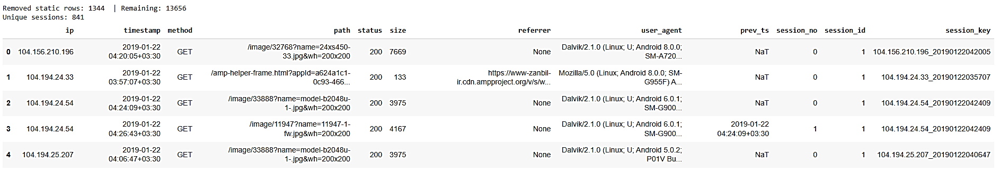 Removed static rows: 1344  | Remaining: 13656
Unique sessions: 841
ip timestamp method path status size referrer user_agent prev_ts session_no session_id session_key
0 104.156.210.196 2019-01-22 04:20:05+03:30 GET /image/32768?name=24xs450-33.jpg&wh=200x200 200 7669 None Dalvik/2.1.0 (Linux; U; Android 8.0.0; SM-A720... NaT 0 1 104.156.210.196_20190122042005
1 104.194.24.33 2019-01-22 03:57:07+03:30 GET /amp-helper-frame.html?appId=a624a1c1-0c93-466... 200 133 https://www-zanbil-ir.cdn.ampproject.org/v/s/w... Mozilla/5.0 (Linux; Android 8.0.0; SM-G955F) A... NaT 0 1 104.194.24.33_20190122035707
2 104.194.24.54 2019-01-22 04:24:09+03:30 GET /image/33888?name=model-b2048u-1-.jpg&wh=200x200 200 3975 None Dalvik/2.1.0 (Linux; U; Android 6.0.1; SM-G900... NaT 0 1 104.194.24.54_20190122042409
3 104.194.24.54 2019-01-22 04:26:43+03:30 GET /image/11947?name=11947-1-fw.jpg&wh=200x200 200 4167 None Dalvik/2.1.0 (Linux; U; Android 6.0.1; SM-G900... 2019-01-22 04:24:09+03:30 1 1 104.194.24.54_20190122042409
4 104.194.25.207 2019-01-22 04:06:47+03:30 GET /image/33888?name=model-b2048u-1-.jpg&wh=200x200 200 3975 None Dalvik/2.1.0 (Linux; U; Android 5.0.2; P01V Bu... NaT 0 1 104.194.25.207_20190122040647